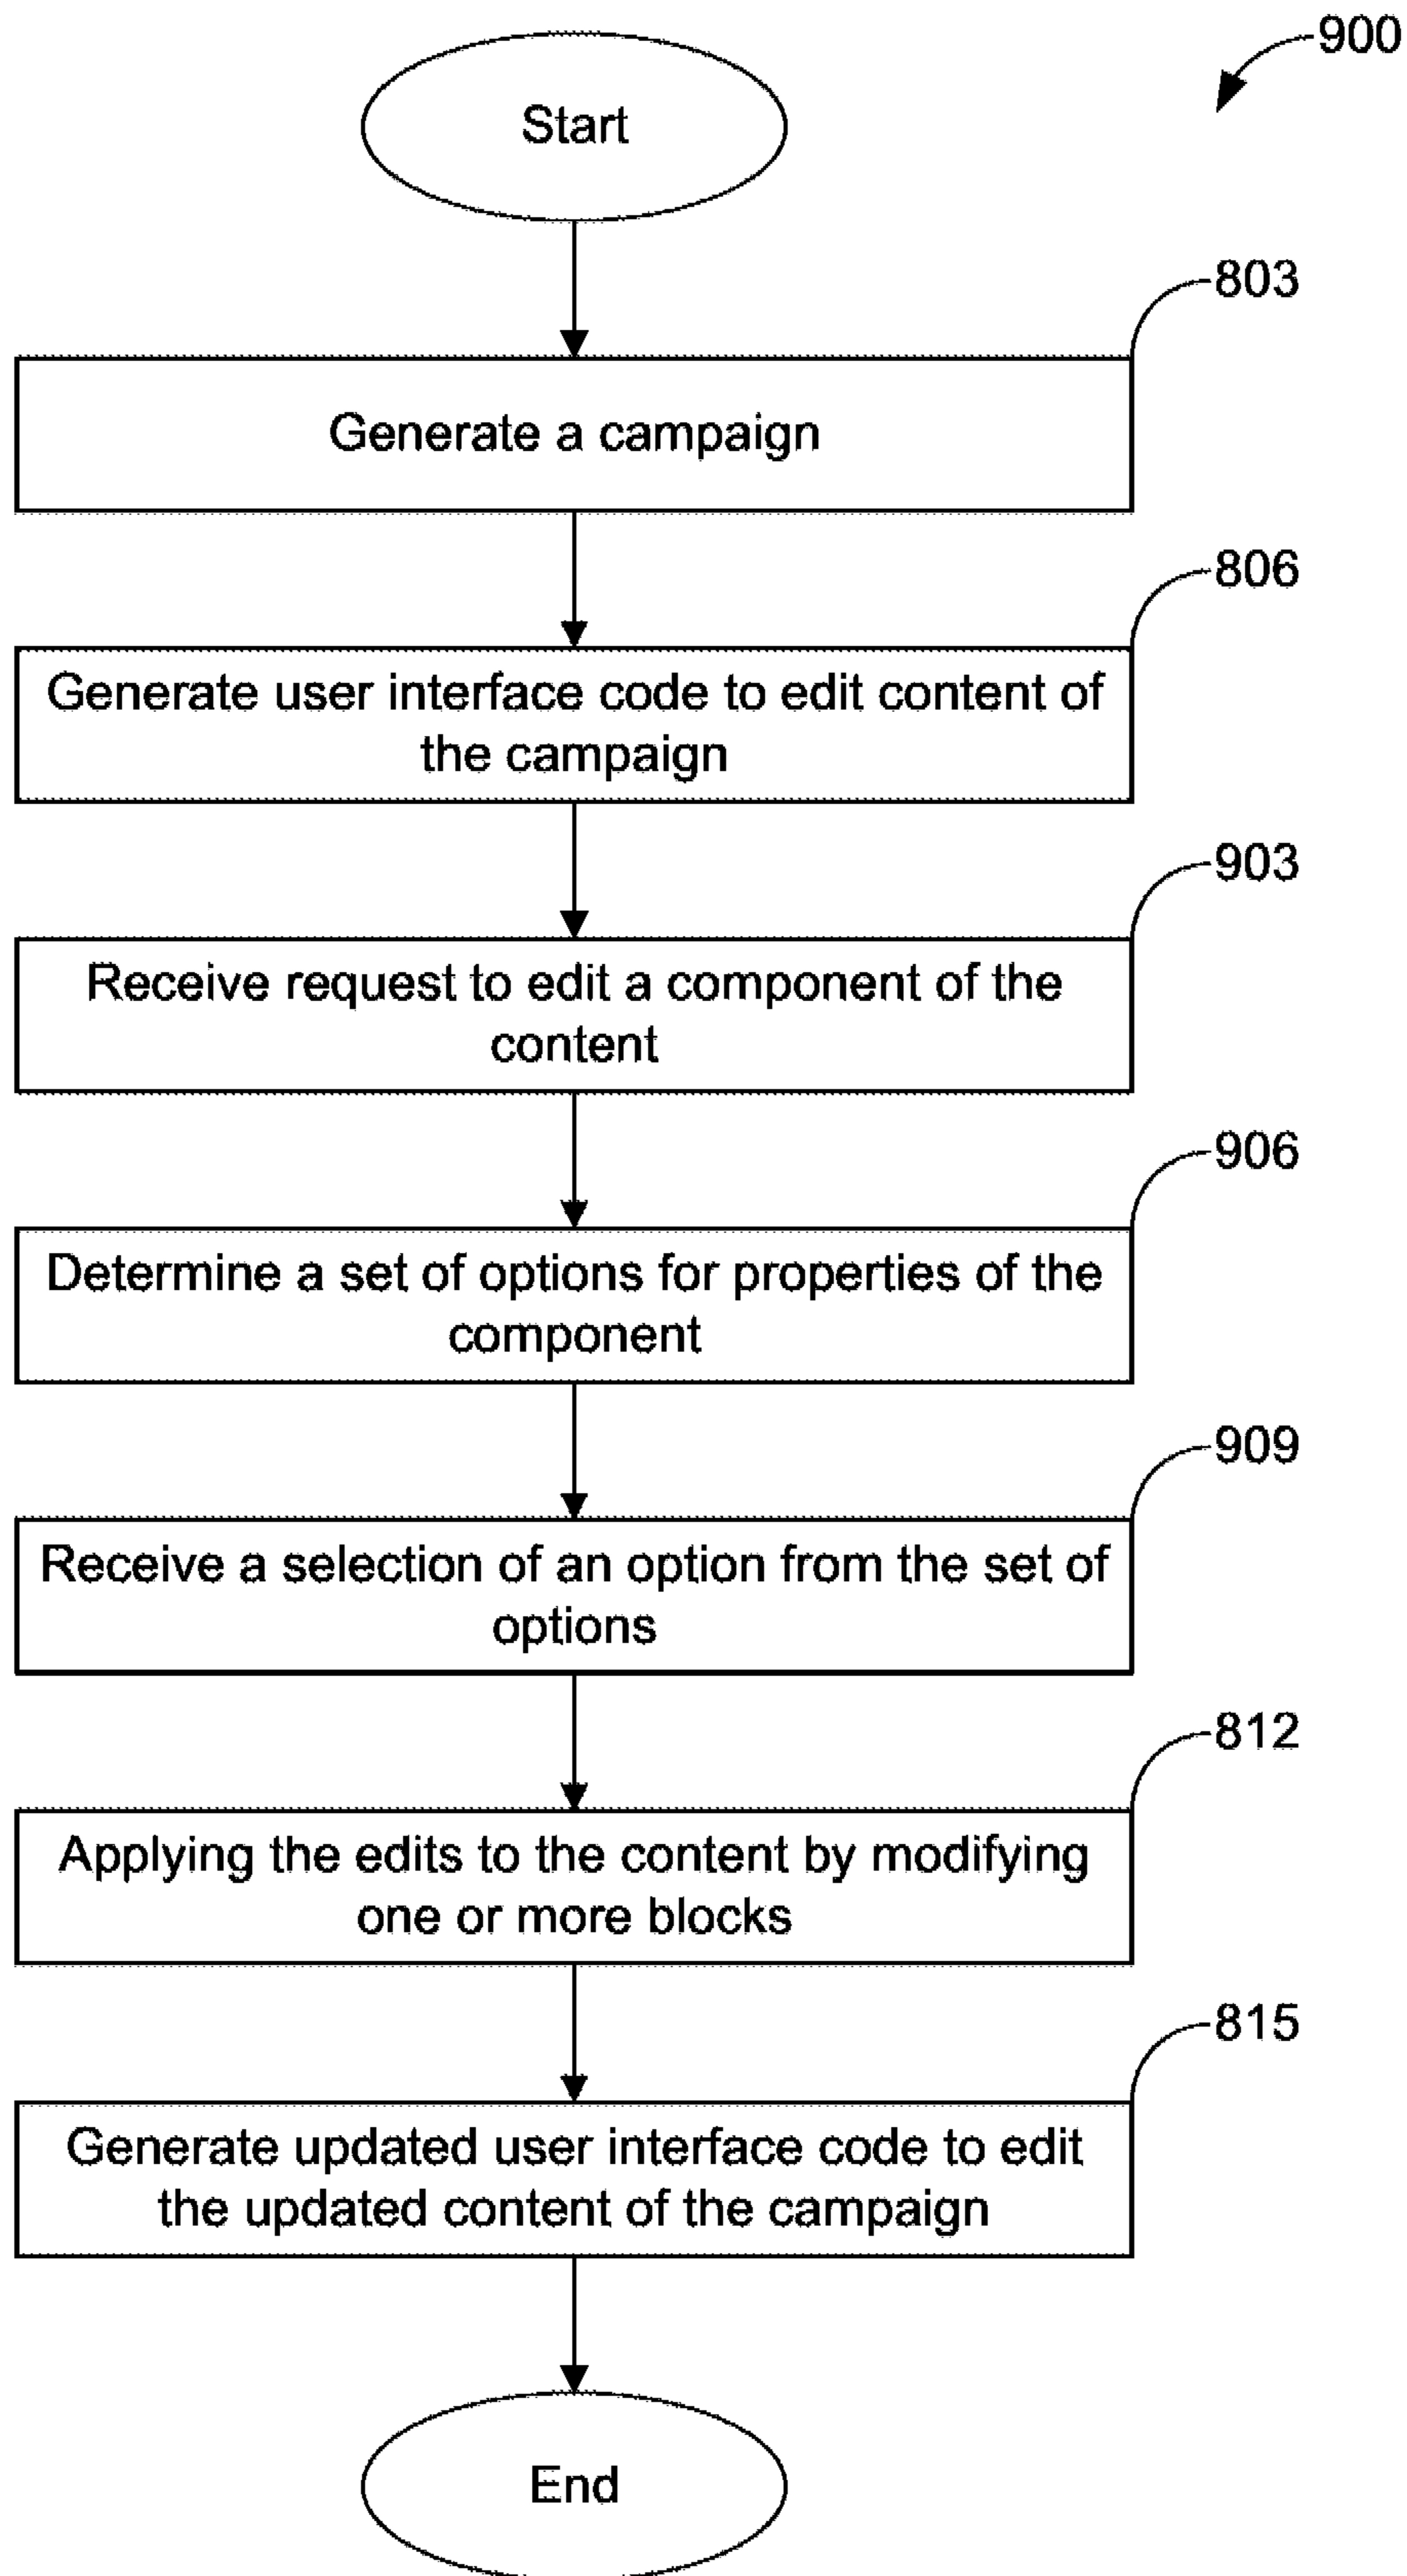 900
Start
803
Generate a campaign
806
Generate user interface code to edit content of
the campaign
903
Receive request to edit a component of the
content
906
Determine a set of options for properties of the
component
909
Receive a selection of an option from the set of
options
812
Applying the edits to the content by modifying
one or more blocks
815
Generate updated user interface code to edit
the updated content of the campaign
End